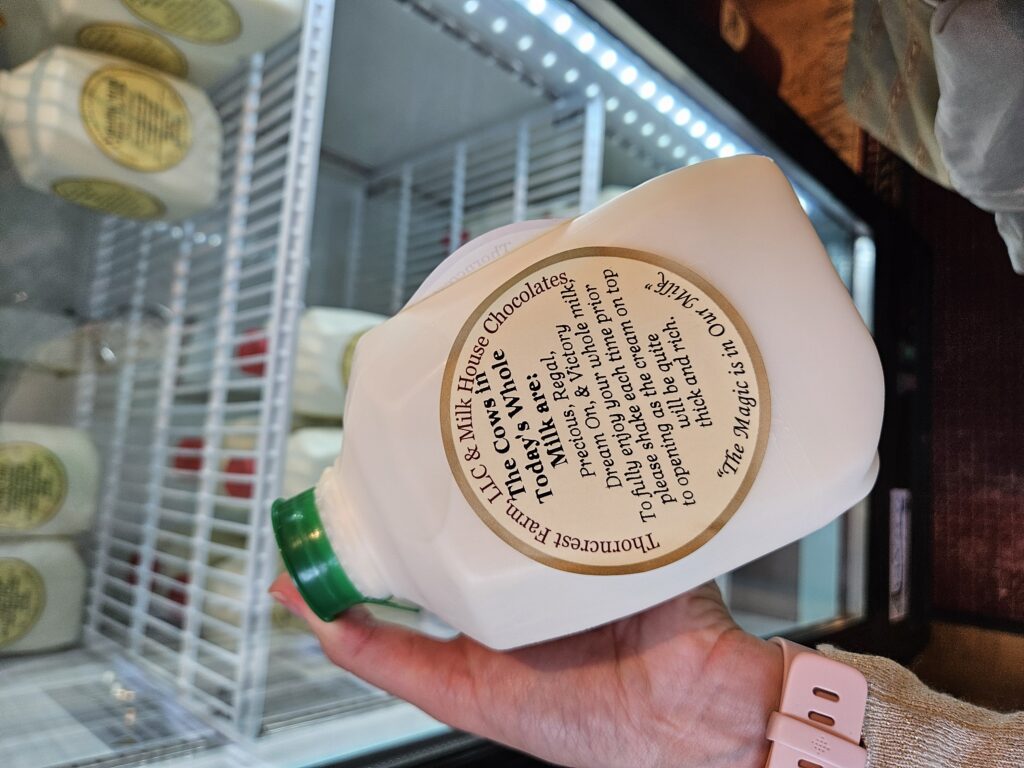 Thorncrest Farm, LLC & Milk House Chocolates,
The Cows in
Today's Whole
Milk are:
Precious, Regal,
Dream On, & Victory
To fully enjoy your whole milk,
please shake each time prior
to opening as the cream on top
will be quite
thick and rich.
"The Magic is in Our Milk"